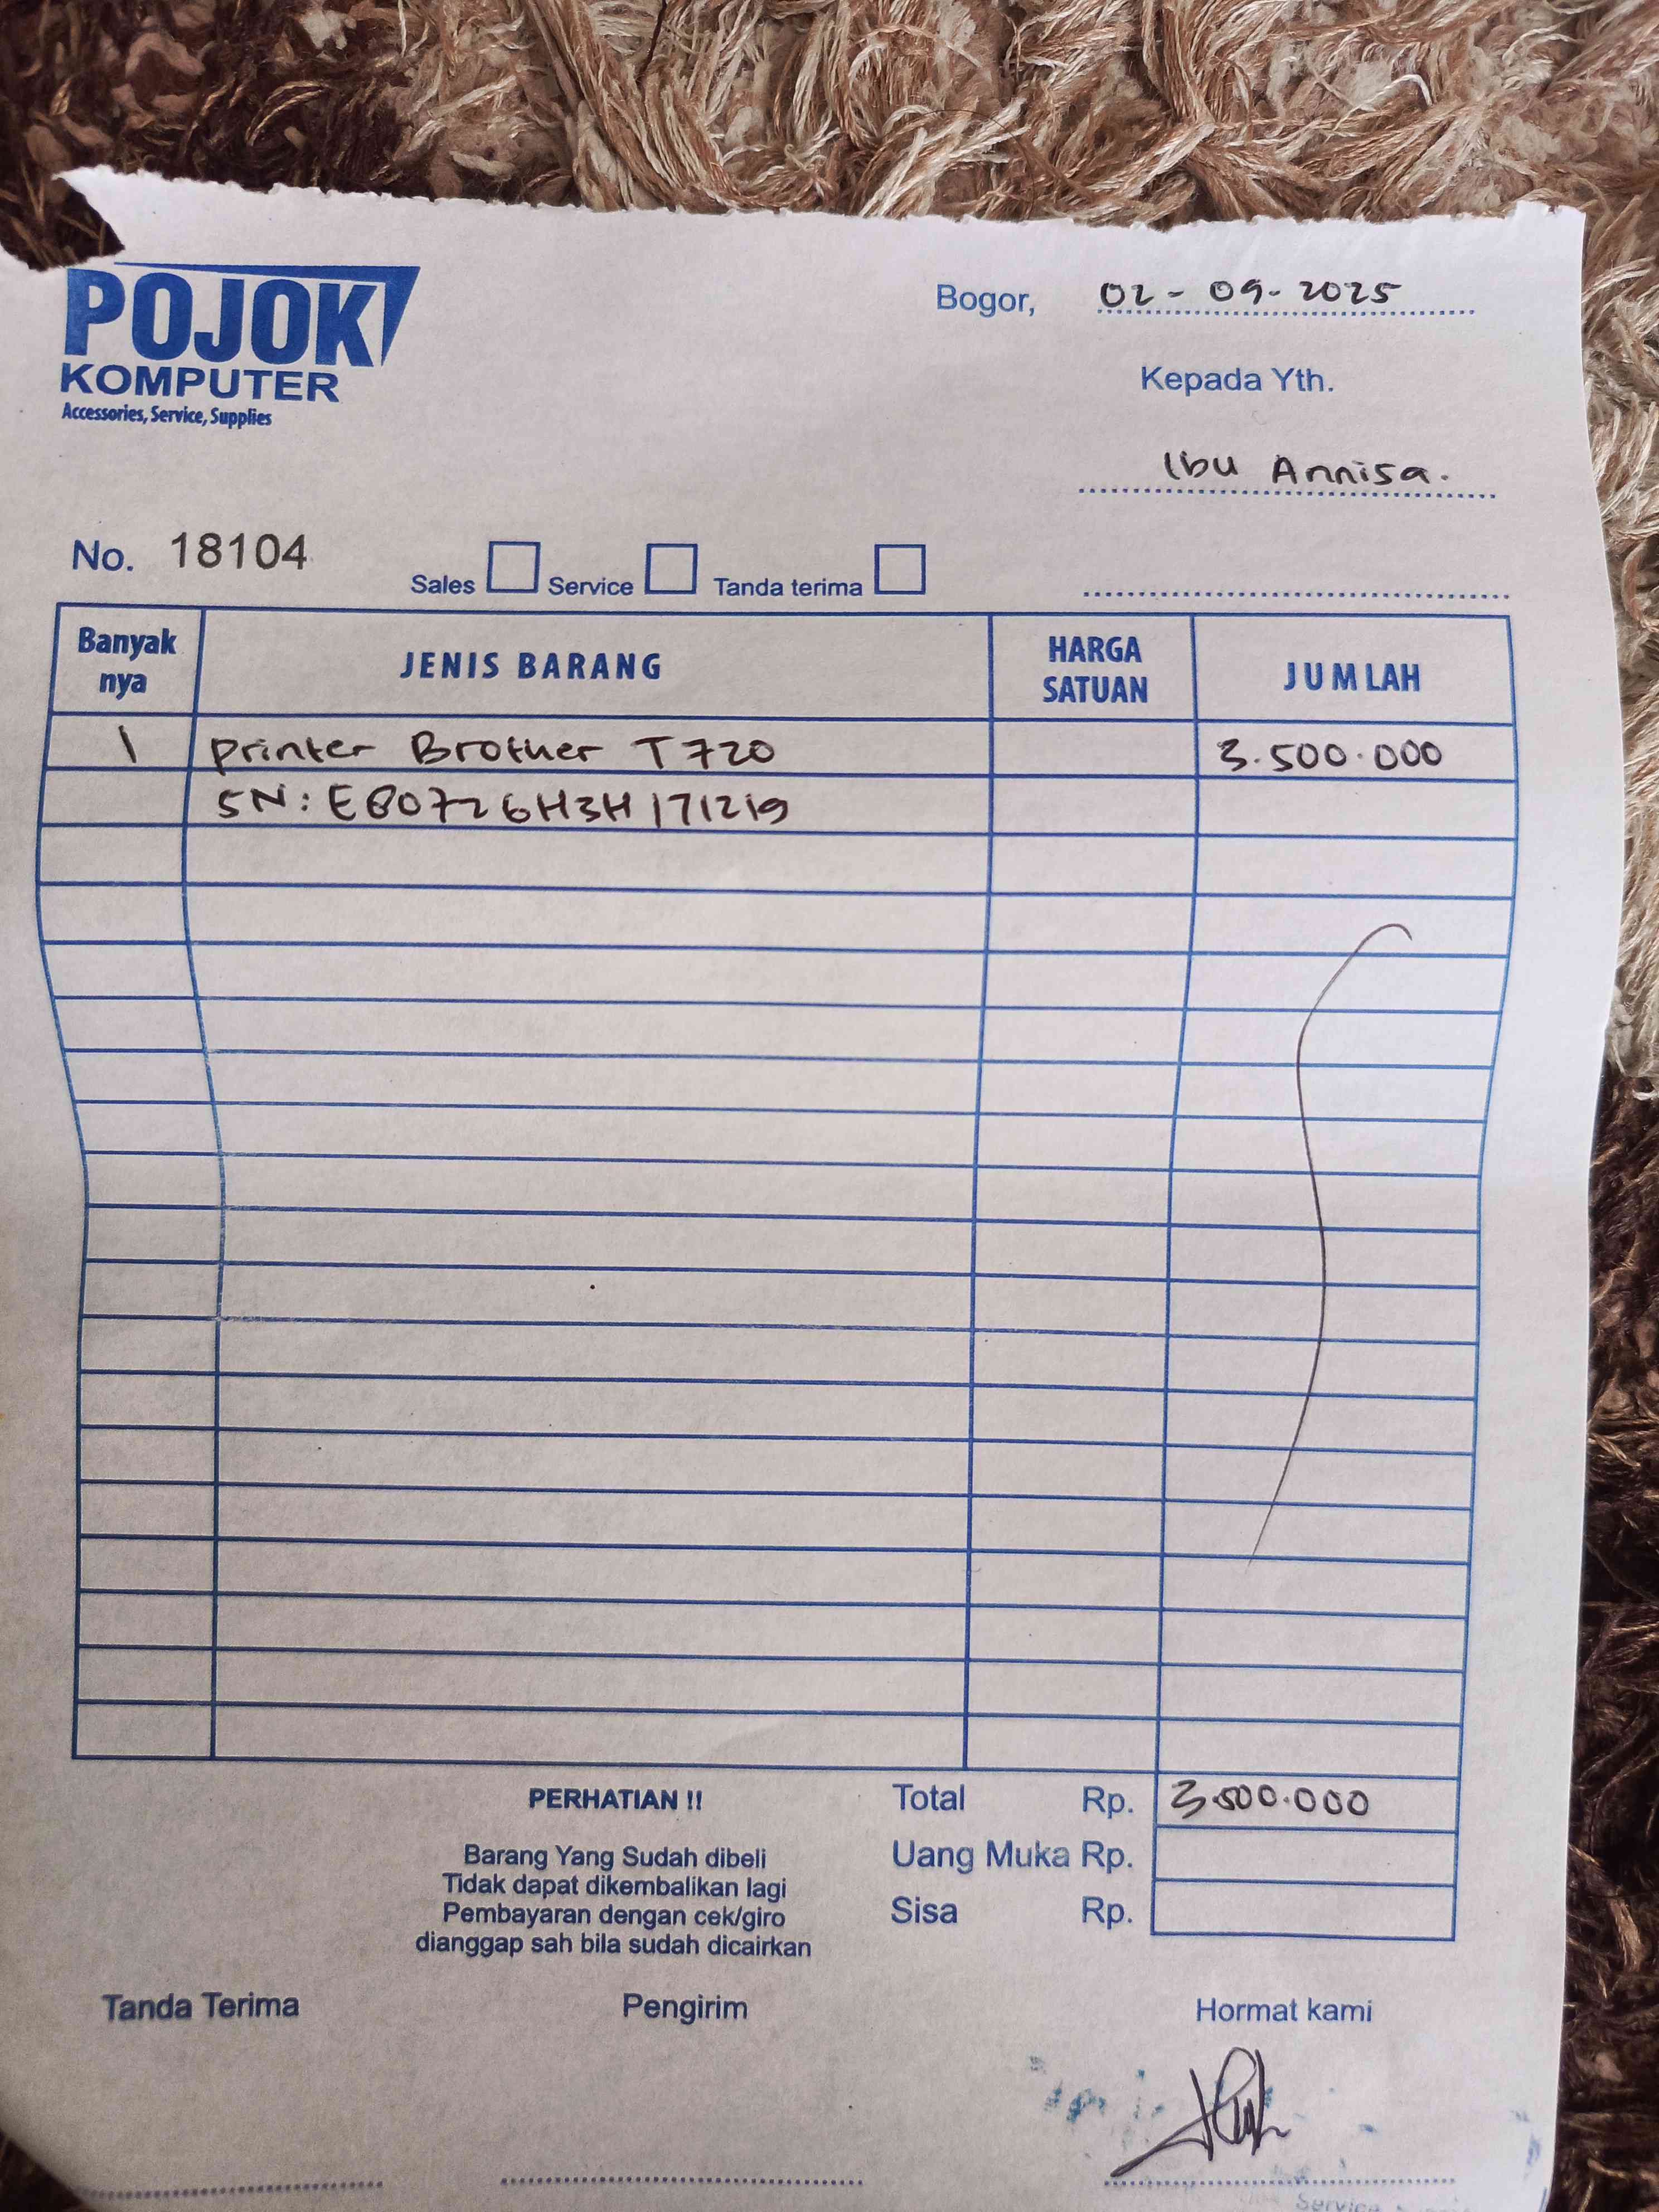 POJOK
KOMPUTER
Accessories, Service, Supplies
Bogor, 02-09-2025
Kepada Yth.
Ibu Annisa.
No. 18104
Sales Service Tanda terima
Banyak nya JENIS BARANG HARGA SATUAN JUMLAH
1 Printer Brother T720 3.500.000
SN: E80726H3H171219
Total Rp. 3.500.000
Uang Muka Rp.
Sisa Rp.
PERHATIAN !!
Barang Yang Sudah dibeli
Tidak dapat dikembalikan lagi
Pembayaran dengan cek/giro
dianggap sah bila sudah dicairkan
Tanda Terima Pengirim Hormat kami
Service